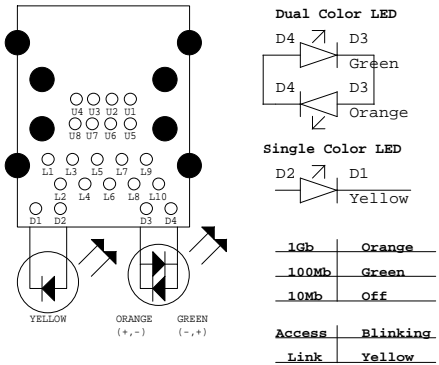 Dual Color LED
D4 D3
Green
D4 D3
Orange
U4 U3 U2 U1
U8 U7 U6 U5
Single Color LED
L1 L3 L5 L7 L9
D2 D1
Yellow
L2 L4 L6 L8 L10
D1 D2 D3 D4
1Gb Orange
100Mb Green
10Mb Off
YELLOW ORANGE GREEN
(+,-) (-,+)
Access Blinking
Link Yellow